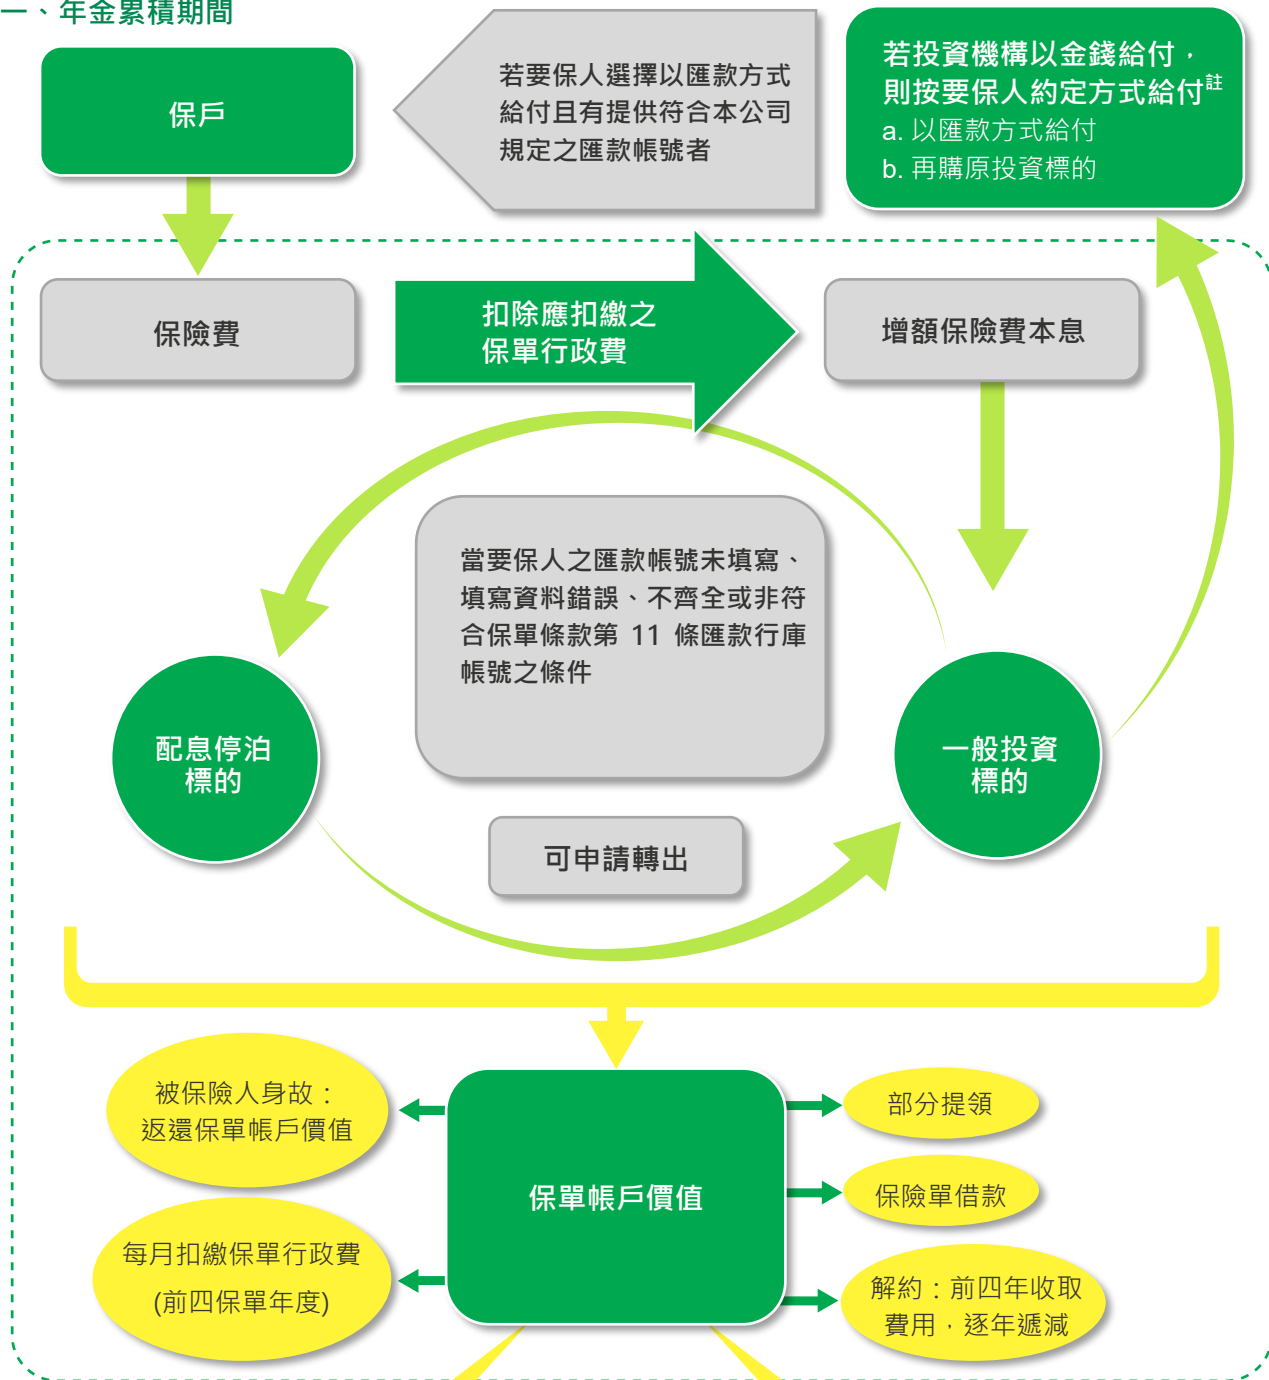 一、年金累積期間
保戶
若要保人選擇以匯款方式
給付且有提供符合本公司
規定之匯款帳號者
若投資機構以金錢給付，
則按要保人約定方式給付註
a. 以匯款方式給付
b. 再購原投資標的
保險費
扣除應扣繳之
保單行政費
增額保險費本息
當要保人之匯款帳號未填寫、
填寫資料錯誤、不齊全或非符
合保單條款第 11 條匯款行庫
帳號之條件
配息停泊
標的
一般投資
標的
可申請轉出
被保險人身故：
返還保單帳戶價值
每月扣繳保單行政費
(前四保單年度)
保單帳戶價值
部分提領
保險單借款
解約：前四年收取
費用，逐年遞減